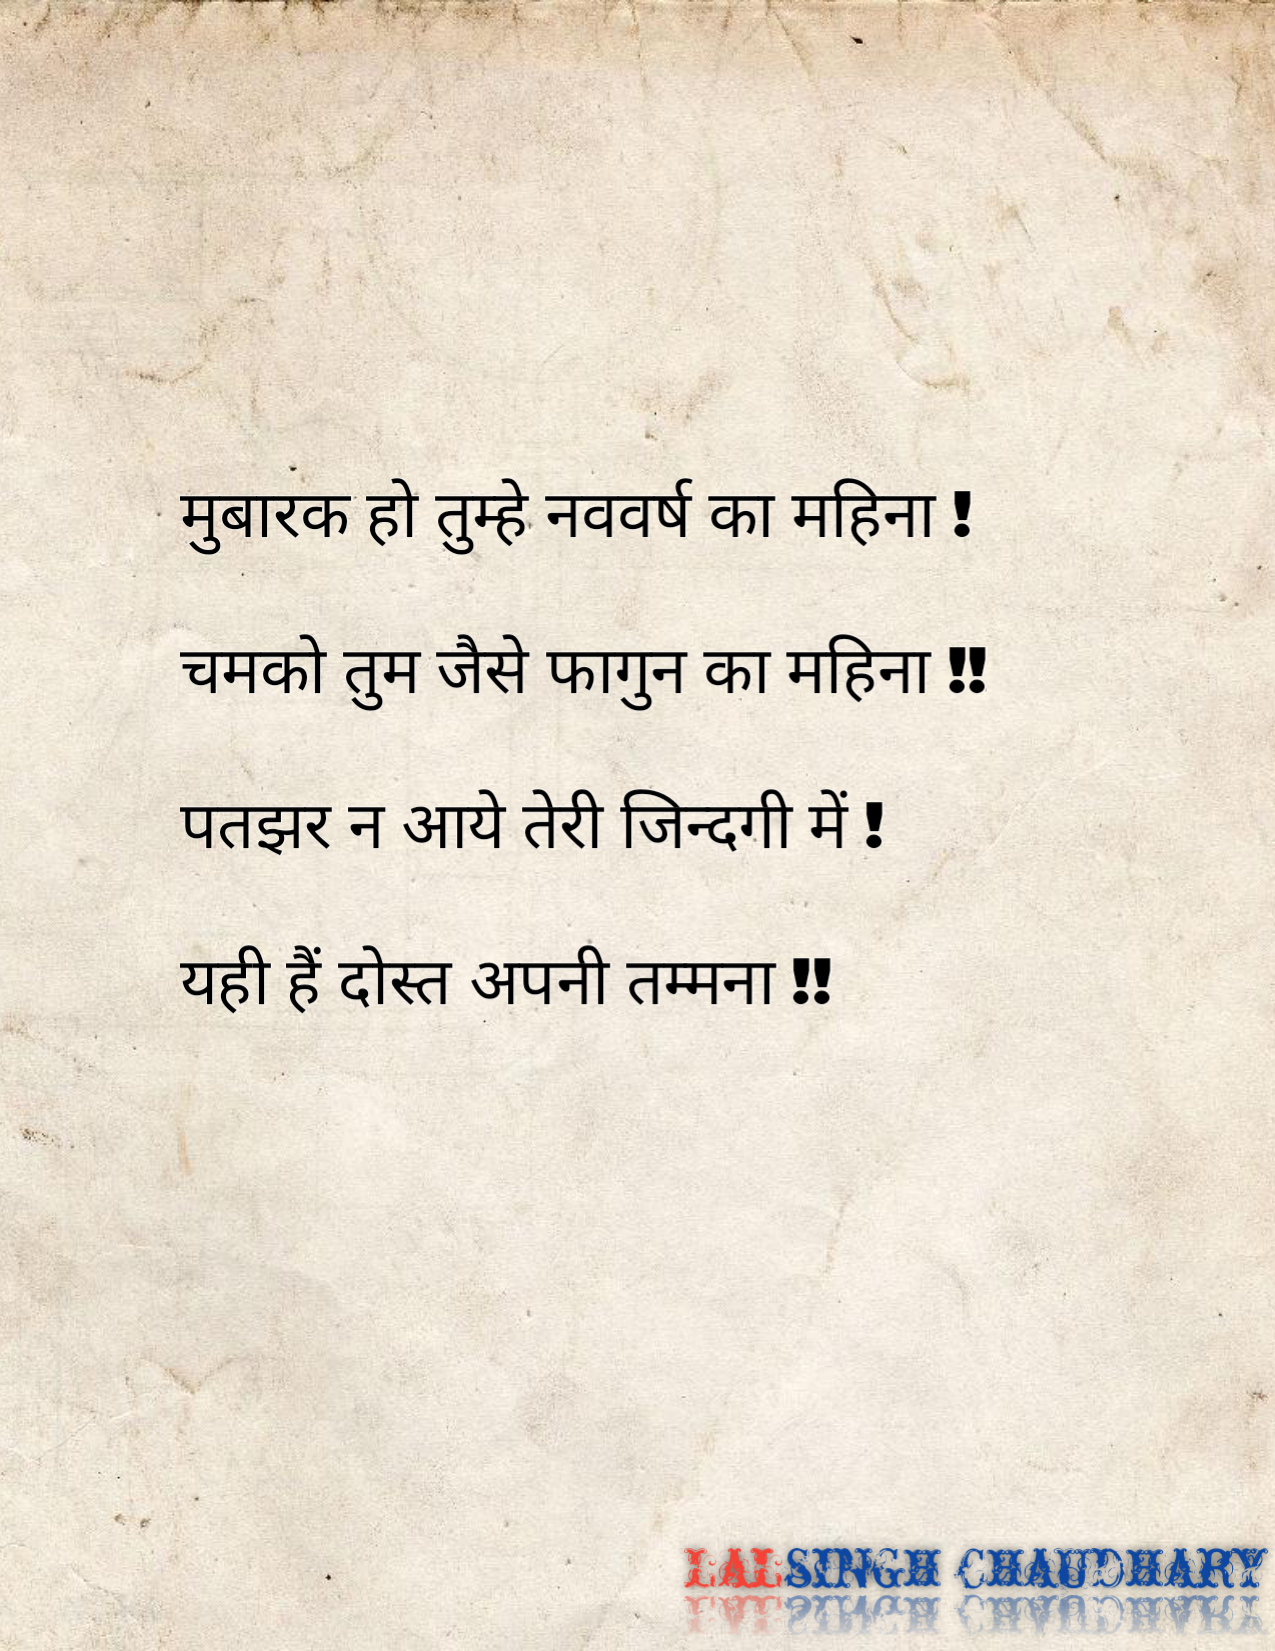 मुबारक हो तुम्हे नववर्ष का महिना !
चमको तुम जैसे फागुन का महिना !!
पतझर न आये तेरी जिन्दगी में !
यही हैं दोस्त अपनी तम्मना !!
LALSINGH CHAUDHARY